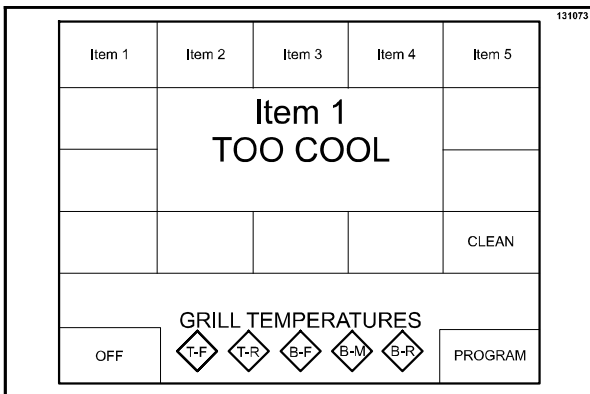 131073
Item 1 Item 2 Item 3 Item 4 Item 5
Item 1
TOO COOL
CLEAN
GRILL TEMPERATURES
OFF T-F T-R B-F B-M B-R PROGRAM